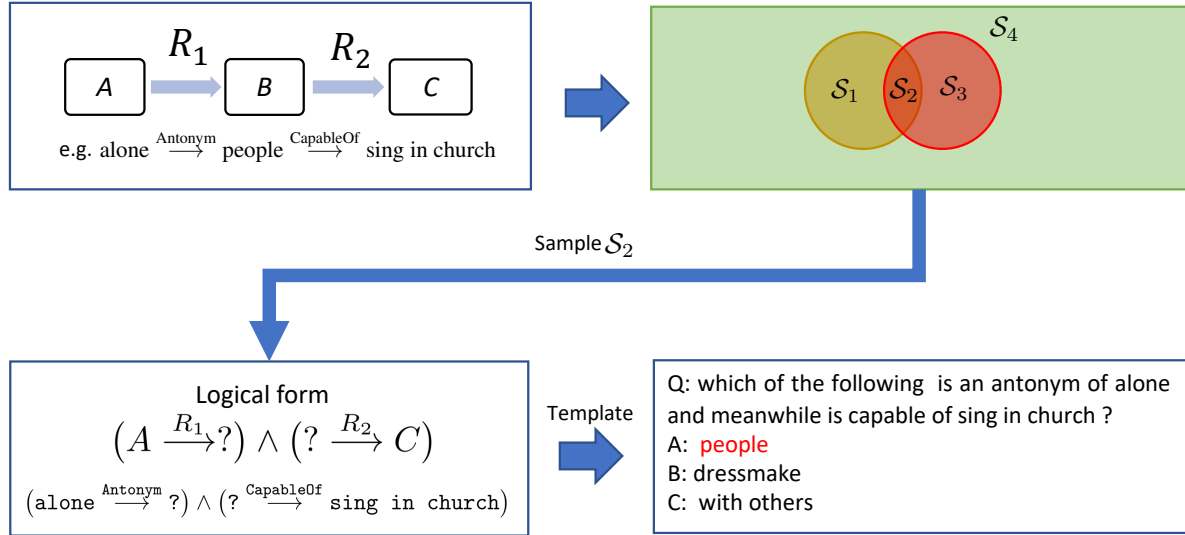 R₁ R₂
A B C
e.g. alone Antonym⟶ people CapableOf⟶ sing in church
S₄
S₁ S₂ S₃
Sample S₂
Logical form
(A R₁⟶ ?) ∧ (? R₂⟶ C)
(alone Antonym⟶ ?) ∧ (? CapableOf⟶ sing in church)
Template
Q: which of the following is an antonym of alone
and meanwhile is capable of sing in church ?
A: people
B: dressmake
C: with others